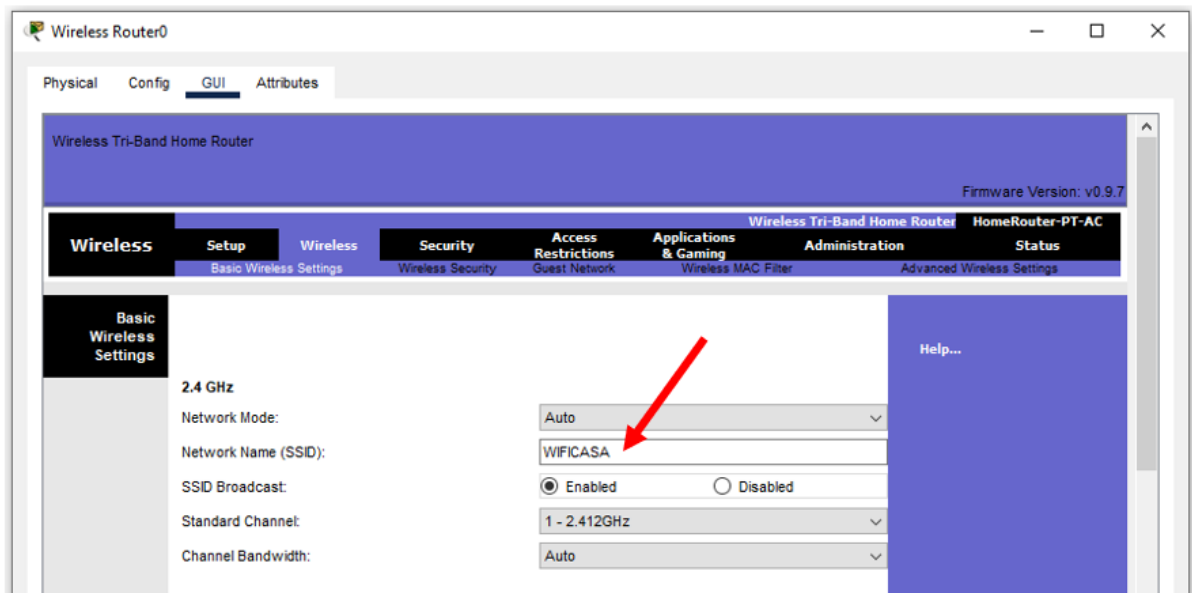 Wireless Router0
Physical Config GUI Attributes
Wireless Tri-Band Home Router
Firmware Version: v0.9.7
Wireless Tri-Band Home Router HomeRouter-PT-AC
Wireless Setup Wireless Security Access Restrictions Applications & Gaming Administration Status
Basic Wireless Settings Wireless Security Guest Network Wireless MAC Filter Advanced Wireless Settings
Basic
Wireless
Settings
Help...
2.4 GHz
Network Mode: Auto
Network Name (SSID): WIFICASA
SSID Broadcast: Enabled Disabled
Standard Channel: 1 - 2.412GHz
Channel Bandwidth: Auto